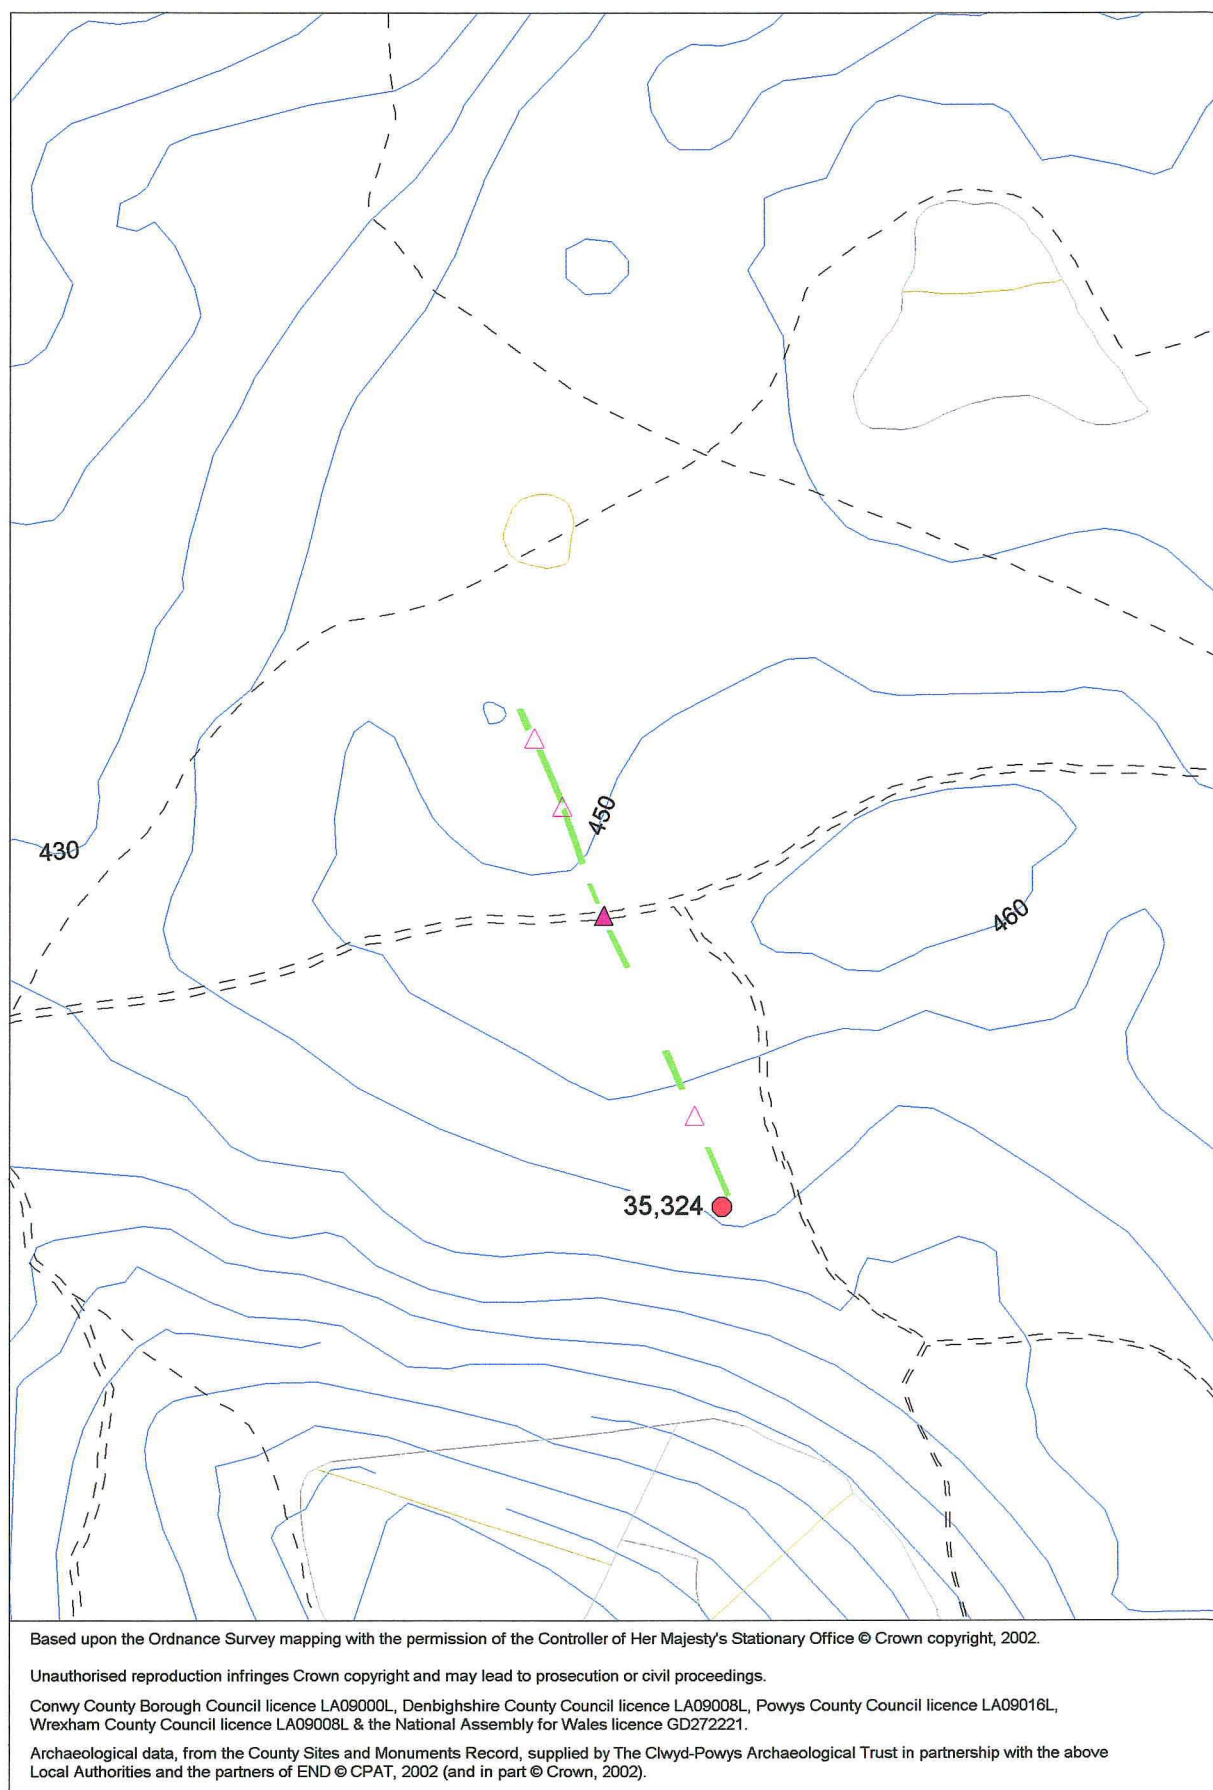 450
430
460
35,324
Based upon the Ordnance Survey mapping with the permission of the Controller of Her Majesty's Stationary Office © Crown copyright, 2002.
Unauthorised reproduction infringes Crown copyright and may lead to prosecution or civil proceedings.
Conwy County Borough Council licence LA09000L, Denbighshire County Council licence LA09008L, Powys County Council licence LA09016L,
Wrexham County Council licence LA09008L & the National Assembly for Wales licence GD272221.
Archaeological data, from the County Sites and Monuments Record, supplied by The Clwyd-Powys Archaeological Trust in partnership with the above
Local Authorities and the partners of END © CPAT, 2002 (and in part © Crown, 2002).